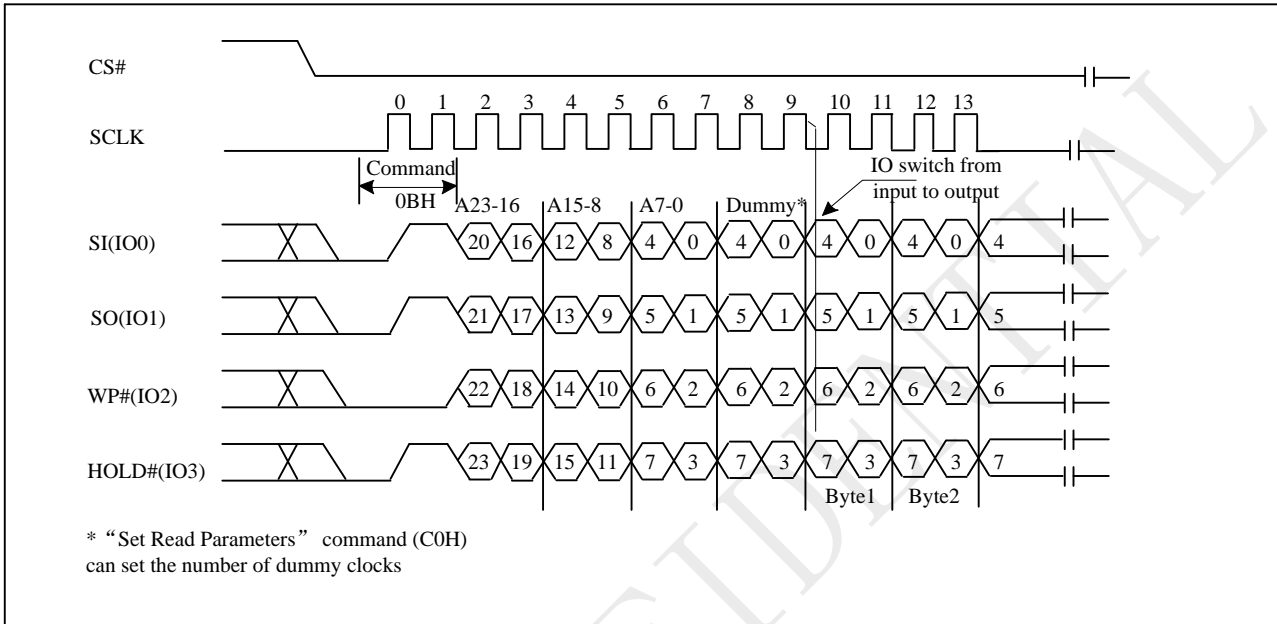 CS#
0 1 2 3 4 5 6 7 8 9 10 11 12 13
SCLK
Command
0BH
IO switch from
input to output
A23-16 A15-8 A7-0 Dummy*
SI(IO0) 20 16 12 8 4 0 4 0 4 0 4 0 4
SO(IO1) 21 17 13 9 5 1 5 1 5 1 5 1 5
WP#(IO2) 22 18 14 10 6 2 6 2 6 2 6 2 6
HOLD#(IO3) 23 19 15 11 7 3 7 3 7 3 7 3 7
Byte1 Byte2
* “Set Read Parameters” command (C0H)
can set the number of dummy clocks